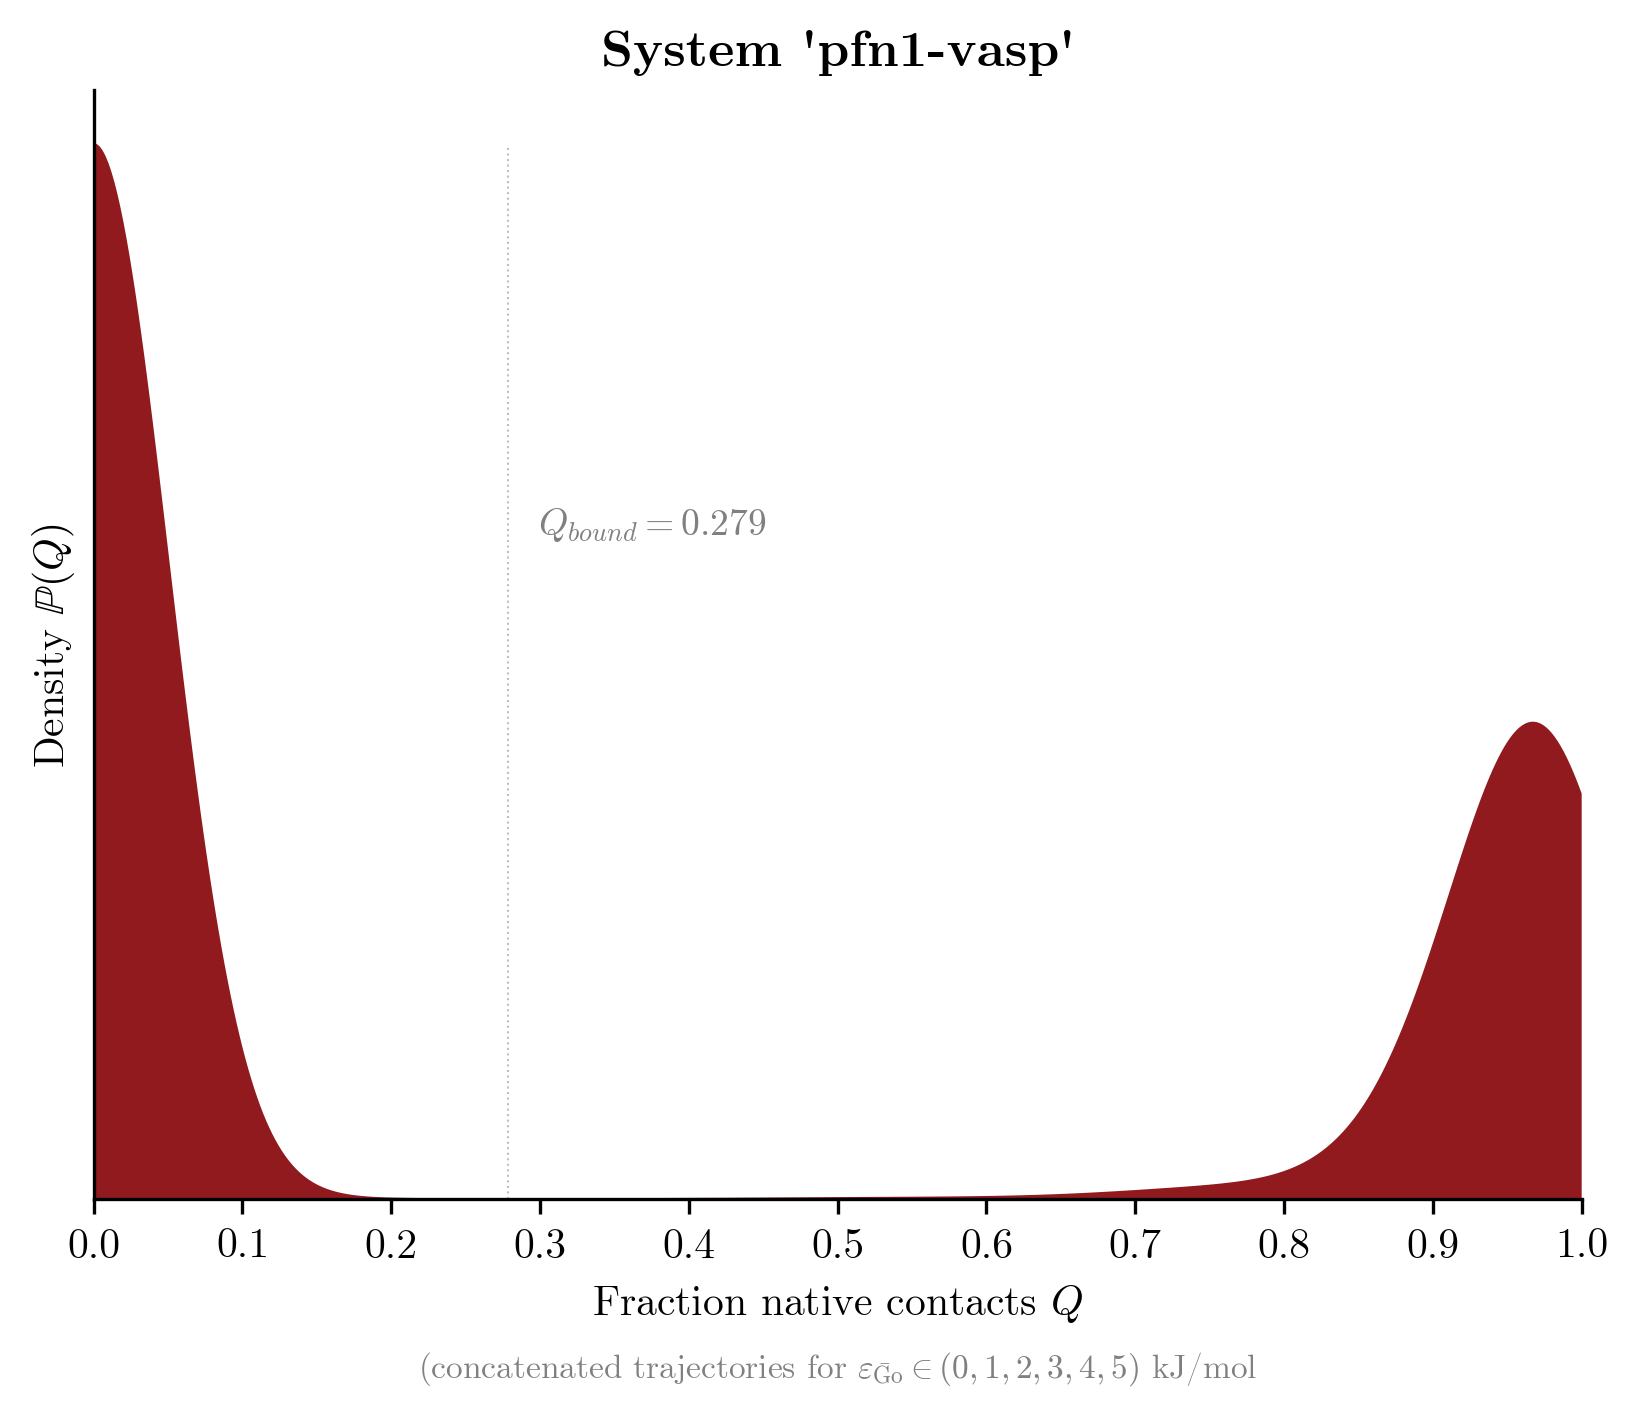 System 'pfn1-vasp'
Density ℙ(Q)
Q_bound = 0.279
0.0 0.1 0.2 0.3 0.4 0.5 0.6 0.7 0.8 0.9 1.0
Fraction native contacts Q
(concatenated trajectories for ε_Ḡo ∈ (0, 1, 2, 3, 4, 5) kJ/mol